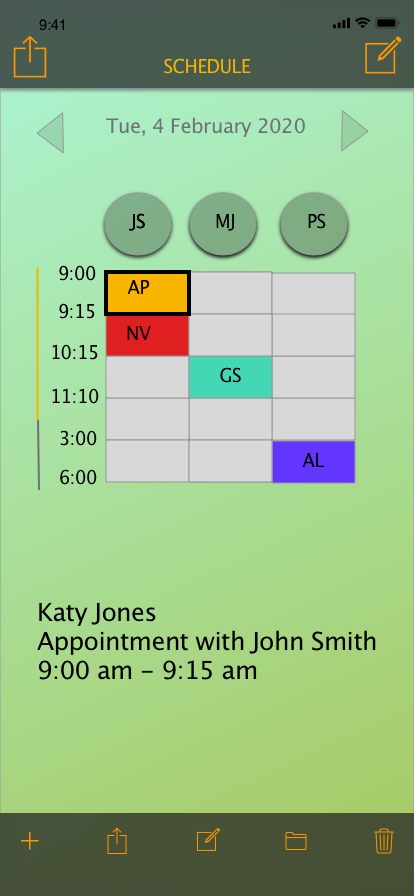 9:41
SCHEDULE
Tue, 4 February 2020
JS MJ PS
9:00
AP
9:15
NV
10:15
GS
11:10
3:00
AL
6:00
Katy Jones
Appointment with John Smith
9:00 am - 9:15 am